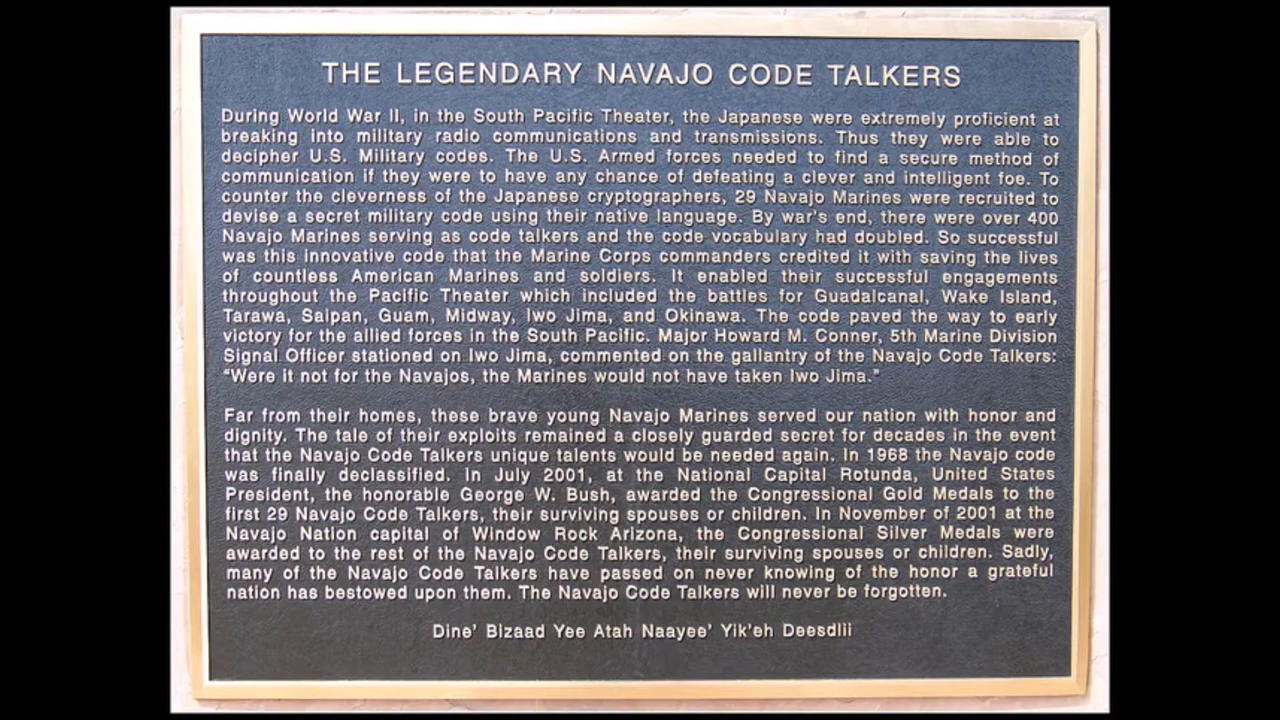 THE LEGENDARY NAVAJO CODE TALKERS
During World War II, in the South Pacific Theater, the Japanese were extremely proficient at
breaking into military radio communications and transmissions. Thus they were able to
decipher U.S. Military codes. The U.S. Armed forces needed to find a secure method of
communication if they were to have any chance of defeating a clever and intelligent foe. To
counter the cleverness of the Japanese cryptographers, 29 Navajo Marines were recruited to
devise a secret military code using their native language. By war's end, there were over 400
Navajo Marines serving as code talkers and the code vocabulary had doubled. So successful
was this innovative code that the Marine Corps commanders credited it with saving the lives
of countless American Marines and soldiers. It enabled their successful engagements
throughout the Pacific Theater which included the battles for Guadalcanal, Wake Island,
Tarawa, Saipan, Guam, Midway, Iwo Jima, and Okinawa. The code paved the way to early
victory for the allied forces in the South Pacific. Major Howard M. Conner, 5th Marine Division
Signal Officer stationed on Iwo Jima, commented on the gallantry of the Navajo Code Talkers:
“Were it not for the Navajos, the Marines would not have taken Iwo Jima.”
Far from their homes, these brave young Navajo Marines served our nation with honor and
dignity. The tale of their exploits remained a closely guarded secret for decades in the event
that the Navajo Code Talkers unique talents would be needed again. In 1968 the Navajo code
was finally declassified. In July 2001, at the National Capital Rotunda, United States
President, the honorable George W. Bush, awarded the Congressional Gold Medals to the
first 29 Navajo Code Talkers, their surviving spouses or children. In November of 2001 at the
Navajo Nation capital of Window Rock Arizona, the Congressional Silver Medals were
awarded to the rest of the Navajo Code Talkers, their surviving spouses or children. Sadly,
many of the Navajo Code Talkers have passed on never knowing of the honor a grateful
nation has bestowed upon them. The Navajo Code Talkers will never be forgotten.
Dine' Bizaad Yee Atah Naayee' Yik'eh Deesdlii